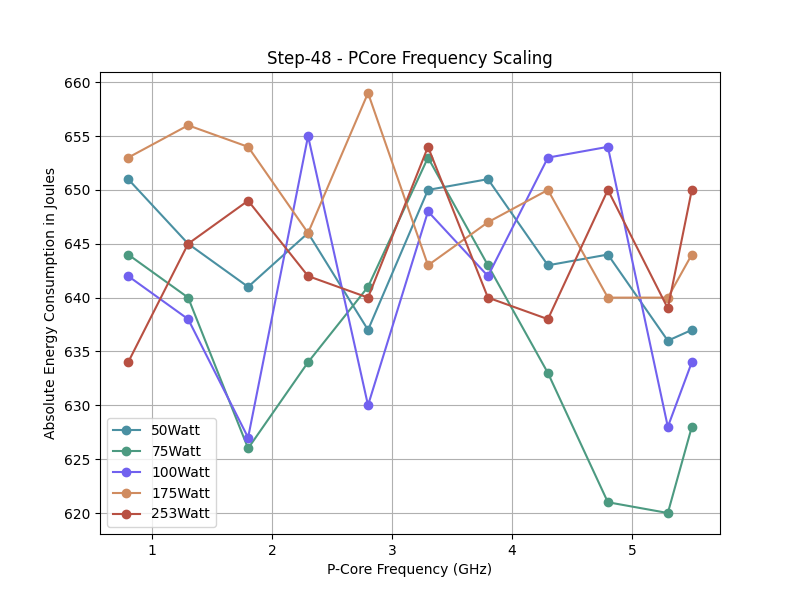 Step-48 - PCore Frequency Scaling
Absolute Energy Consumption in Joules
660
655
650
645
640
635
630
625
620
50Watt
75Watt
100Watt
175Watt
253Watt
1 2 3 4 5
P-Core Frequency (GHz)